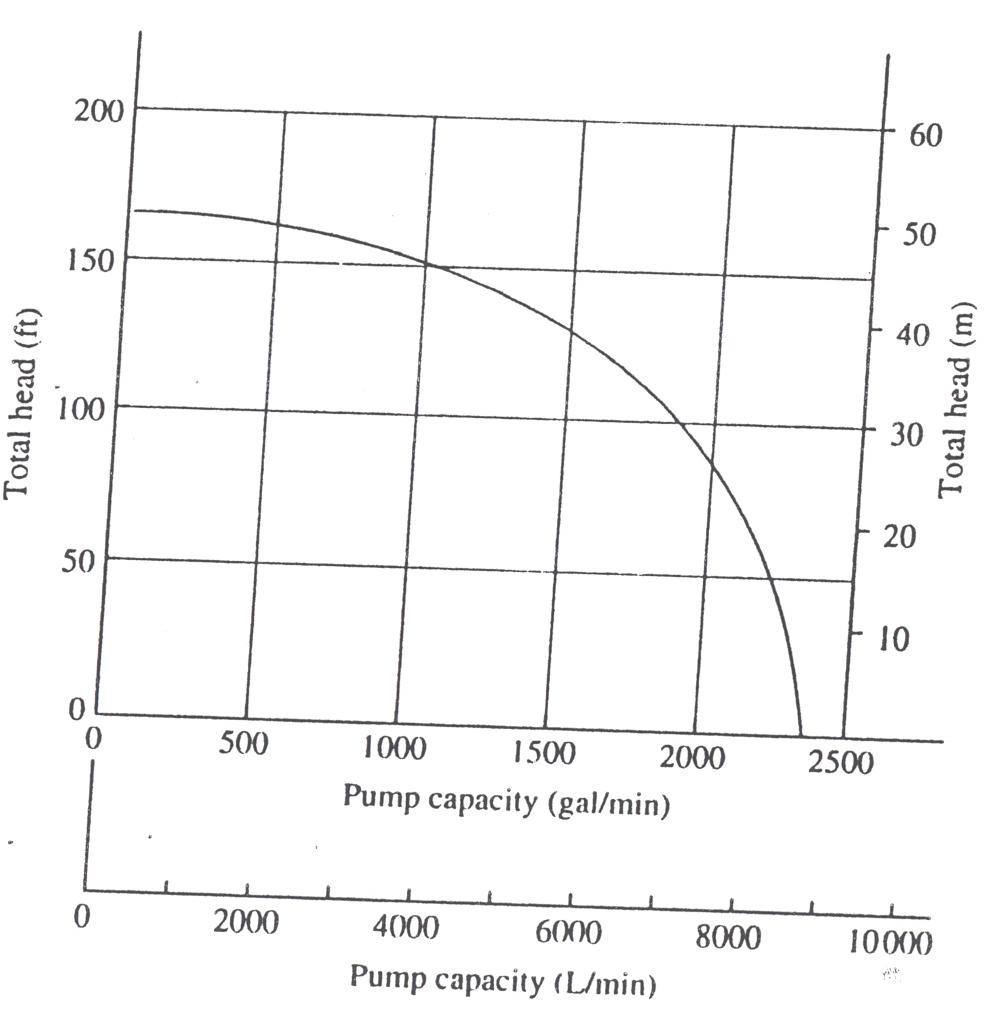 Total head (ft)
200
150
100
50
0
60
50
40
30
20
10
Total head (m)
0 500 1000 1500 2000 2500
Pump capacity (gal/min)
0 2000 4000 6000 8000 10000
Pump capacity (L/min)